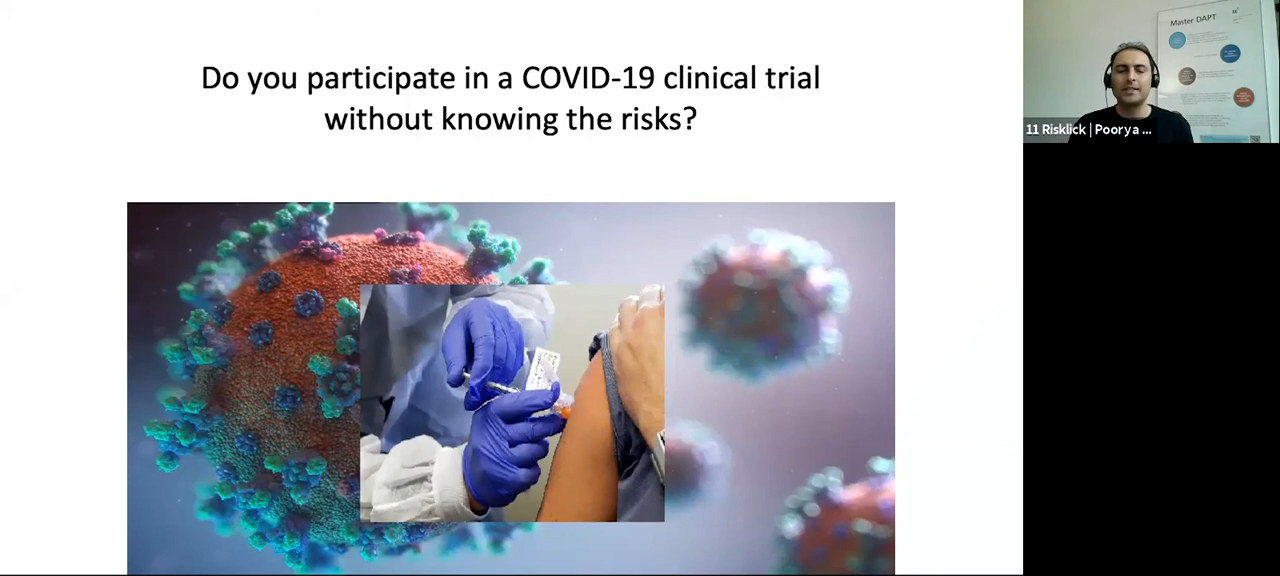 Do you participate in a COVID-19 clinical trial
without knowing the risks?
Master DAPT
11 Risklick | Poorya ...